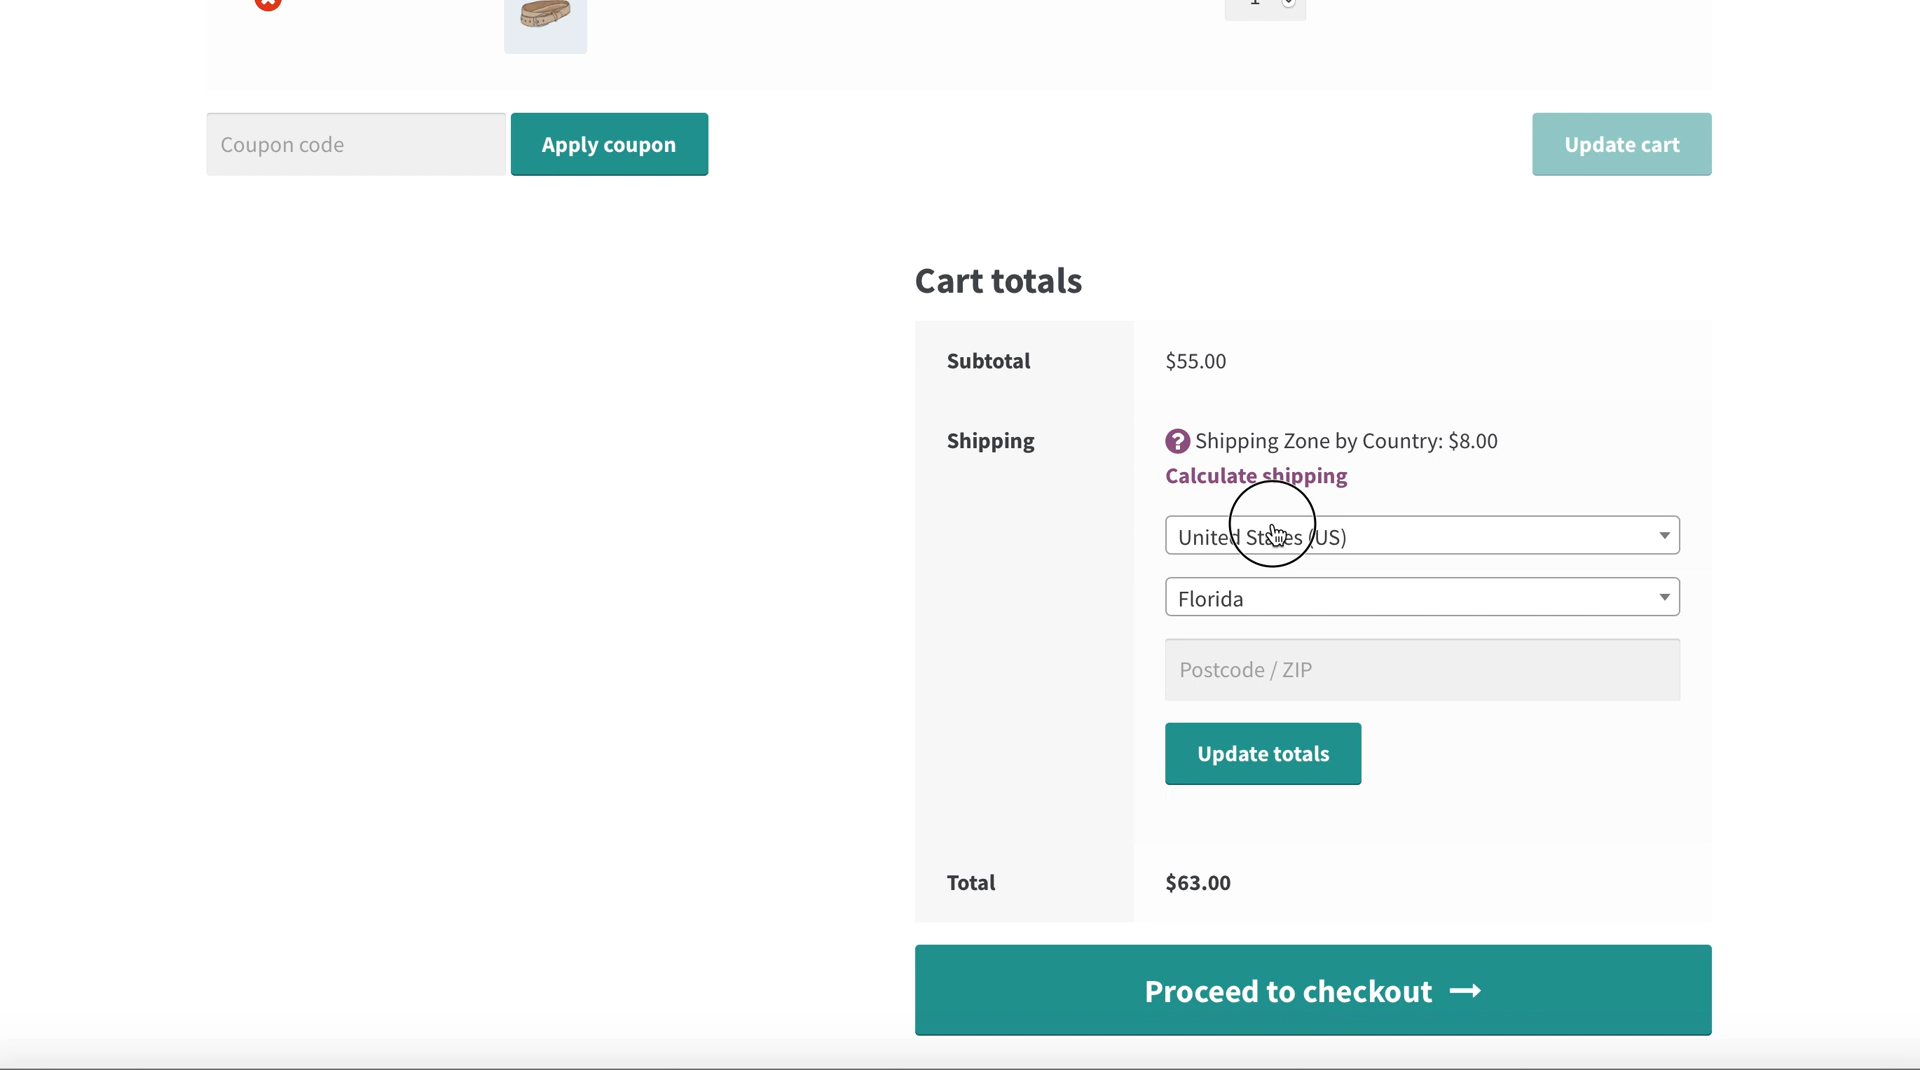 1
Coupon code
Apply coupon
Update cart
Cart totals
Subtotal
$55.00
Shipping
? Shipping Zone by Country: $8.00
Calculate shipping
United States (US)
Florida
Postcode / ZIP
Update totals
Total
$63.00
Proceed to checkout →